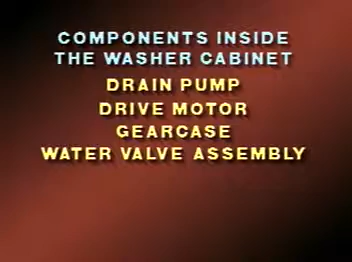 COMPONENTS INSIDE
THE WASHER CABINET
DRAIN PUMP
DRIVE MOTOR
GEARCASE
WATER VALVE ASSEMBLY